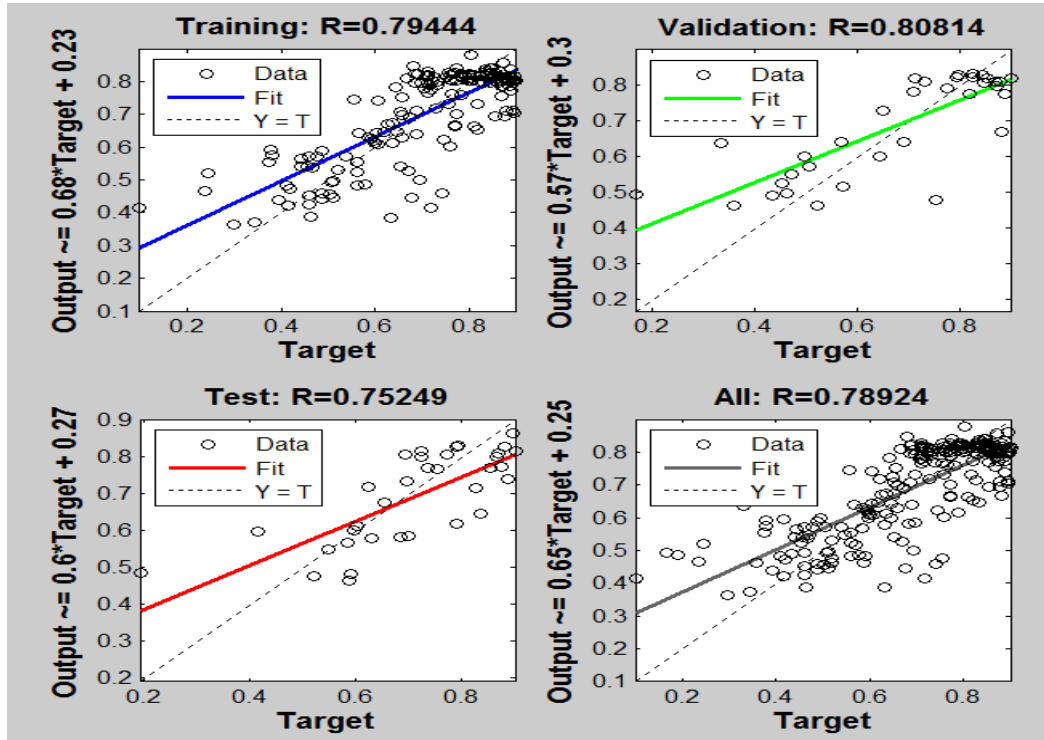 Training: R=0.79444
Output ~= 0.68*Target + 0.23
Data
Fit
Y = T
0.8
0.7
0.6
0.5
0.4
0.3
0.2
0.1
0.2
0.4
0.6
0.8
Target
Validation: R=0.80814
Output ~= 0.57*Target + 0.3
Data
Fit
Y = T
0.8
0.7
0.6
0.5
0.4
0.3
0.2
0.2
0.4
0.6
0.8
Target
Test: R=0.75249
Output ~= 0.6*Target + 0.27
Data
Fit
Y = T
0.9
0.8
0.7
0.6
0.5
0.4
0.3
0.2
0.2
0.4
0.6
0.8
Target
All: R=0.78924
Output ~= 0.65*Target + 0.25
Data
Fit
Y = T
0.8
0.7
0.6
0.5
0.4
0.3
0.2
0.1
0.2
0.4
0.6
0.8
Target